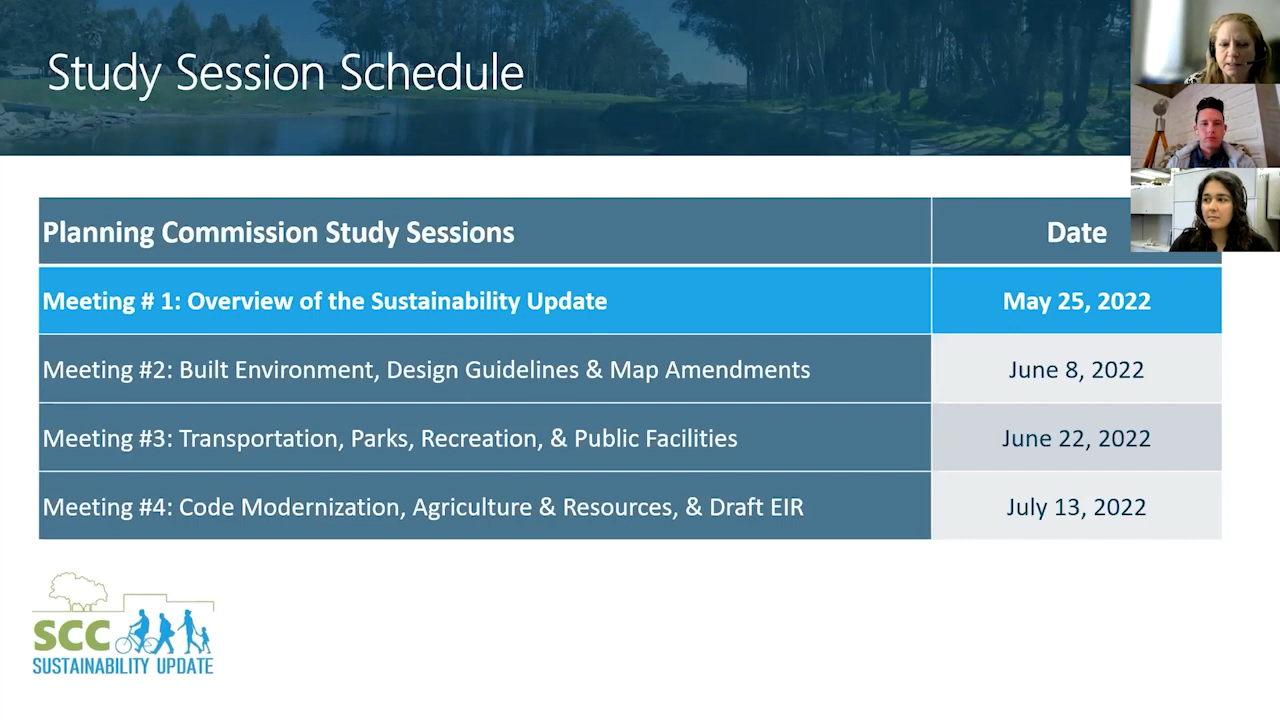 Study Session Schedule
Planning Commission Study Sessions Date
Meeting # 1: Overview of the Sustainability Update May 25, 2022
Meeting #2: Built Environment, Design Guidelines & Map Amendments June 8, 2022
Meeting #3: Transportation, Parks, Recreation, & Public Facilities June 22, 2022
Meeting #4: Code Modernization, Agriculture & Resources, & Draft EIR July 13, 2022
SCC
SUSTAINABILITY UPDATE